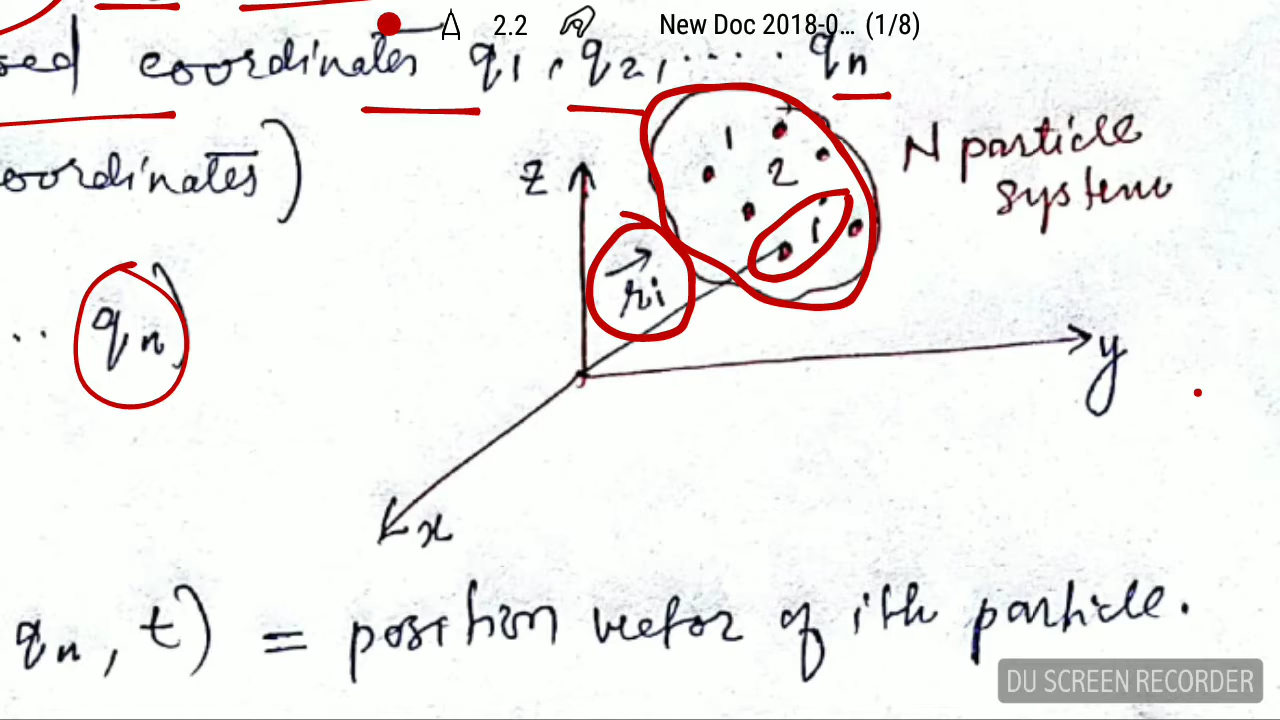 2.2 New Doc 2018-0... (1/8)
sed coordinates q1, q2, ..... qn
oordinates)
N particle
system
1
2
z
i
ri
.. qn)
y
x
qn, t) = position vector of ith particle.
DU SCREEN RECORDER